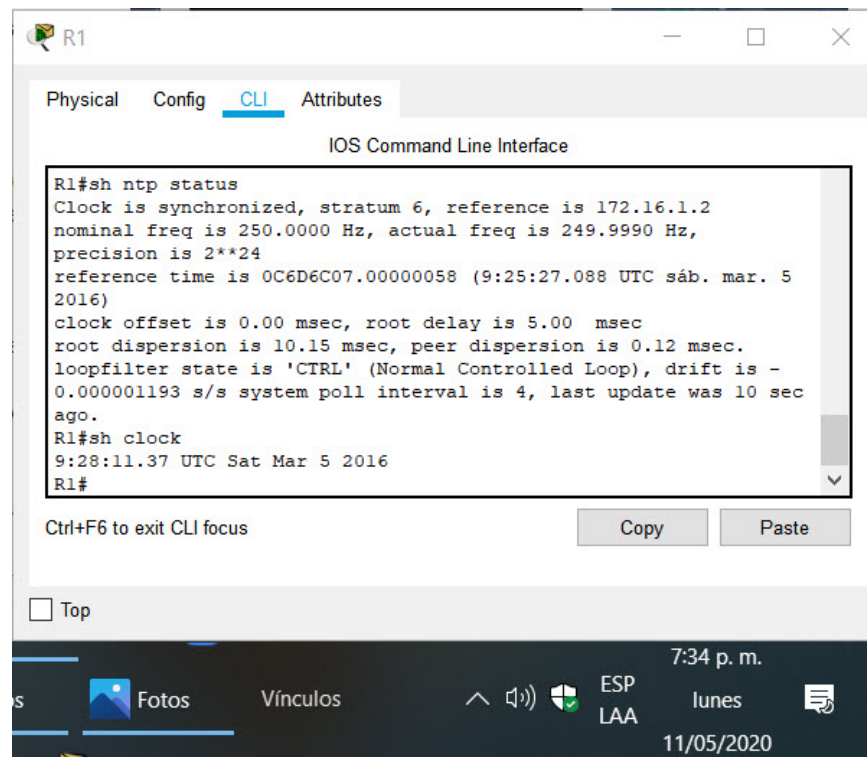 R1
Physical Config CLI Attributes
IOS Command Line Interface
R1#sh ntp status
Clock is synchronized, stratum 6, reference is 172.16.1.2
nominal freq is 250.0000 Hz, actual freq is 249.9990 Hz,
precision is 2**24
reference time is 0C6D6C07.00000058 (9:25:27.088 UTC sáb. mar. 5
2016)
clock offset is 0.00 msec, root delay is 5.00  msec
root dispersion is 10.15 msec, peer dispersion is 0.12 msec.
loopfilter state is 'CTRL' (Normal Controlled Loop), drift is -
0.000001193 s/s system poll interval is 4, last update was 10 sec
ago.
R1#sh clock
9:28:11.37 UTC Sat Mar 5 2016
R1#
Ctrl+F6 to exit CLI focus
Copy Paste
Top
Fotos Vínculos
ESP
LAA
7:34 p. m.
lunes
11/05/2020